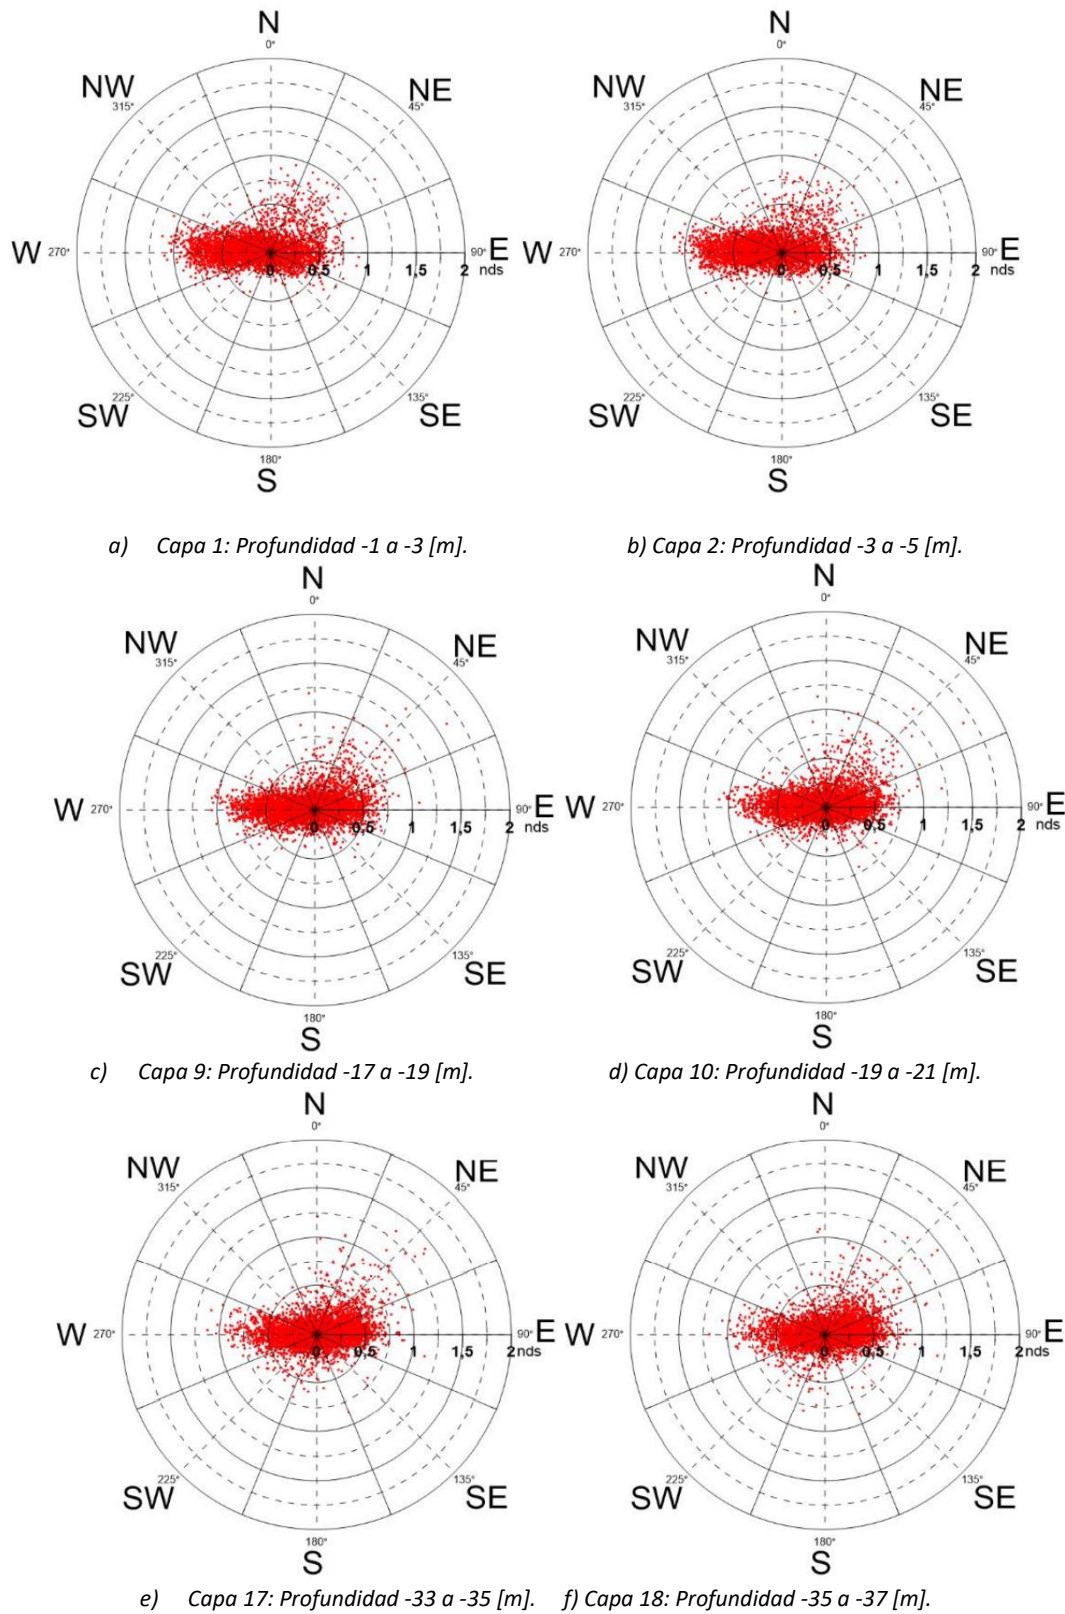 N N
0° 0°
NW NE NW NE
315° 45° 315° 45°
W 270° 90° E W 270° 90° E
0 0.5 1 1,5 2 nds 0 0.5 1 1,5 2 nds
225° 135° 225° 135°
SW SE SW SE
180° 180°
S S
a) Capa 1: Profundidad -1 a -3 [m]. b) Capa 2: Profundidad -3 a -5 [m].
N N
0° 0°
NW NE NW NE
315° 45° 315° 45°
W 270° 90° E W 270° 90° E
0 0,5 1 1,5 2 nds 0 0,5 1 1,5 2 nds
225° 135° 225° 135°
SW SE SW SE
180° 180°
S S
c) Capa 9: Profundidad -17 a -19 [m]. d) Capa 10: Profundidad -19 a -21 [m].
N N
0° 0°
NW NE NW NE
315° 45° 315° 45°
W 270° 90° E W 270° 90° E
0 0,5 1 1,5 2 nds 0 0,5 1 1,5 2 nds
225° 135° 225° 135°
SW SE SW SE
180° 180°
S S
e) Capa 17: Profundidad -33 a -35 [m]. f) Capa 18: Profundidad -35 a -37 [m].